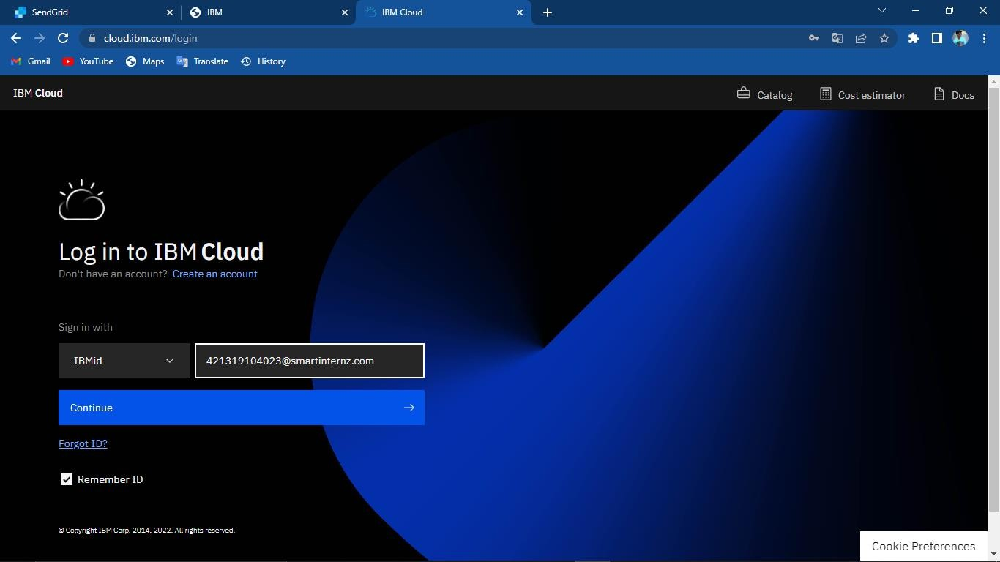 SendGrid
IBM
IBM Cloud
cloud.ibm.com/login
Gmail
YouTube
Maps
Translate
History
IBM Cloud
Catalog
Cost estimator
Docs
Log in to IBM Cloud
Don't have an account? Create an account
Sign in with
IBMid
421319104023@smartinternz.com
Continue
Forgot ID?
Remember ID
© Copyright IBM Corp. 2014, 2022. All rights reserved.
Cookie Preferences